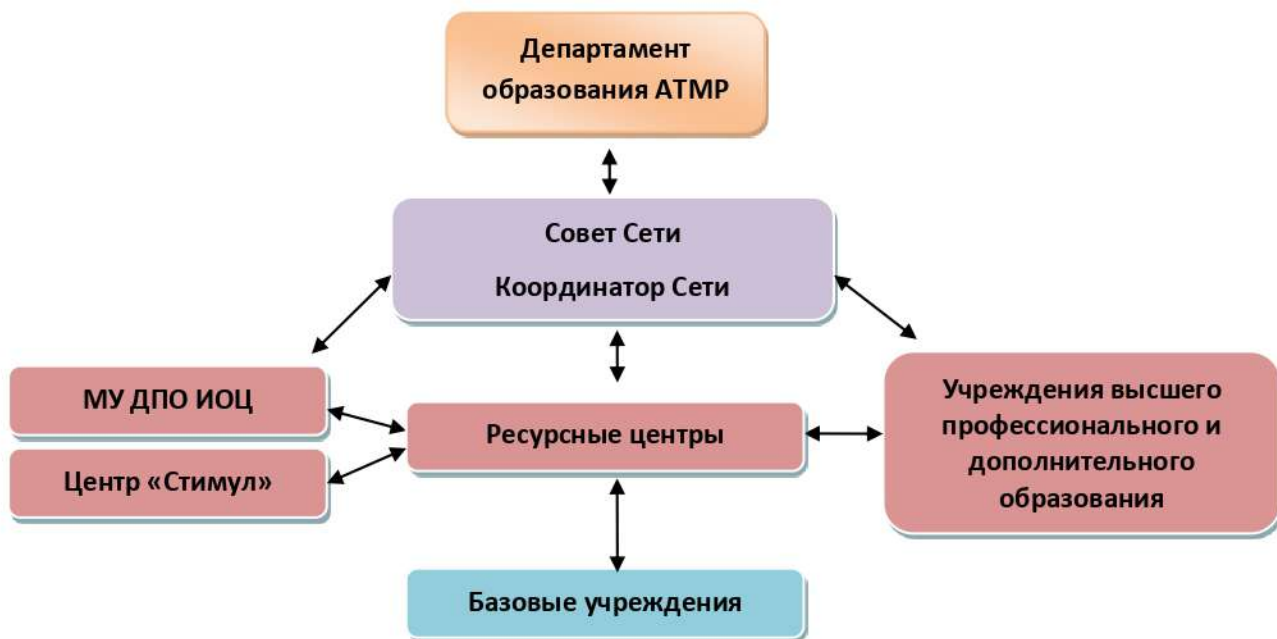 Департамент
образования АТМР
Совет Сети
Координатор Сети
МУ ДПО ИОЦ
Центр «Стимул»
Ресурсные центры
Учреждения высшего
профессионального и
дополнительного
образования
Базовые учреждения